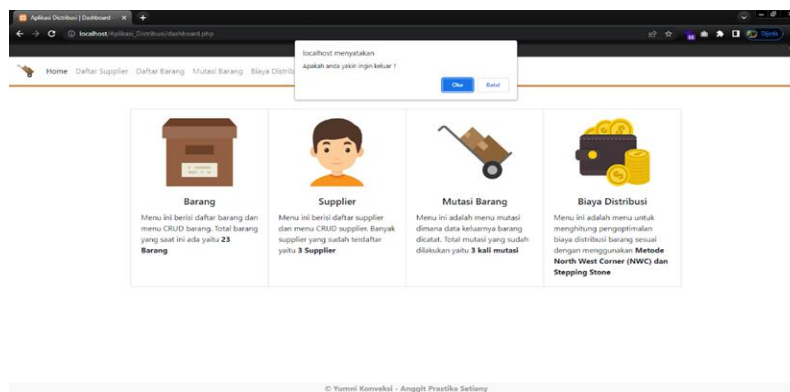 Aplikasi Distribusi | Dashboard
localhost/Aplikasi_Distribusi/dashboard.php
Dijeda
localhost menyatakan
Apakah anda yakin ingin keluar ?
Oke Batal
Home Daftar Supplier Daftar Barang Mutasi Barang Biaya Distrib
Barang
Menu ini berisi daftar barang dan
menu CRUD barang. Total barang
yang saat ini ada yaitu 23
Barang
Supplier
Menu ini berisi daftar supplier
dan menu CRUD supplier. Banyak
supplier yang sudah terdaftar
yaitu 3 Supplier
Mutasi Barang
Menu ini adalah menu mutasi
dimana data keluarnya barang
dicatat. Total mutasi yang sudah
dilakukan yaitu 3 kali mutasi
Biaya Distribusi
Menu ini adalah menu untuk
menghitung pengoptimalan
biaya distribusi barang sesuai
dengan menggunakan Metode
North West Corner (NWC) dan
Stepping Stone
© Yumni Konveksi - Anggit Prastika Setiany